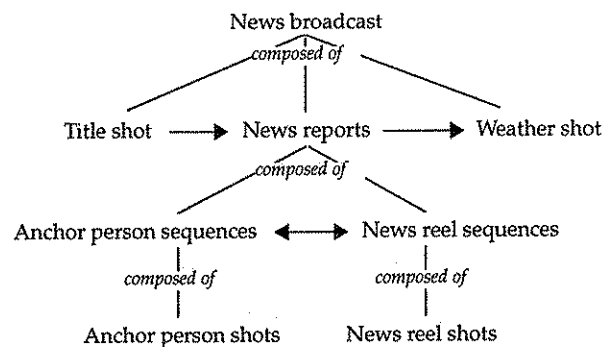 News broadcast
composed of
Title shot News reports Weather shot
composed of
Anchor person sequences News reel sequences
composed of composed of
Anchor person shots News reel shots